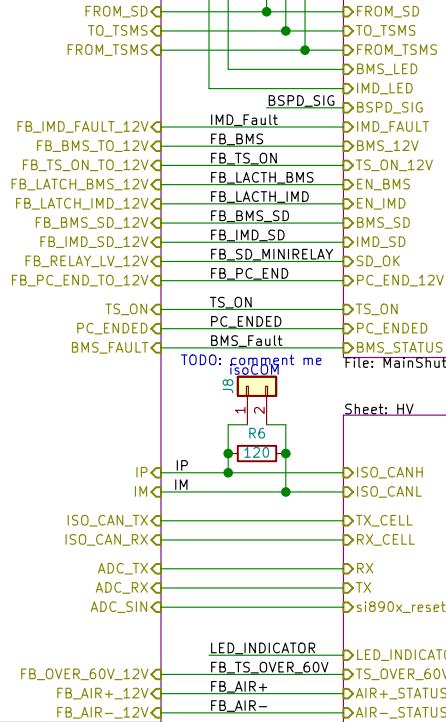 FROM_SD FROM_SD
TO_TSMS TO_TSMS
FROM_TSMS FROM_TSMS
BMS_LED
IMD_LED
BSPD_SIG BSPD_SIG
FB_IMD_FAULT_12V IMD_Fault IMD_FAULT
FB_BMS_TO_12V FB_BMS BMS_12V
FB_TS_ON_TO_12V FB_TS_ON TS_ON_12V
FB_LATCH_BMS_12V FB_LACTH_BMS EN_BMS
FB_LATCH_IMD_12V FB_LACTH_IMD EN_IMD
FB_BMS_SD_12V FB_BMS_SD BMS_SD
FB_IMD_SD_12V FB_IMD_SD IMD_SD
FB_RELAY_LV_12V FB_SD_MINIRELAY SD_OK
FB_PC_END_TO_12V FB_PC_END PC_END_12V
TS_ON TS_ON TS_ON
PC_ENDED PC_ENDED PC_ENDED
BMS_FAULT BMS_Fault BMS_STATUS
TODO: comment me File: MainShut
isoCOM
J8
1 2 Sheet: HV
R6
120
IP IP ISO_CANH
IM IM ISO_CANL
ISO_CAN_TX TX_CELL
ISO_CAN_RX RX_CELL
ADC_TX RX
ADC_RX TX
ADC_SIN si890x_reset
LED_INDICATOR LED_INDICATO
FB_OVER_60V_12V FB_TS_OVER_60V TS_OVER_60V
FB_AIR+_12V FB_AIR+ AIR+_STATUS
FB_AIR-_12V FB_AIR- AIR-_STATUS